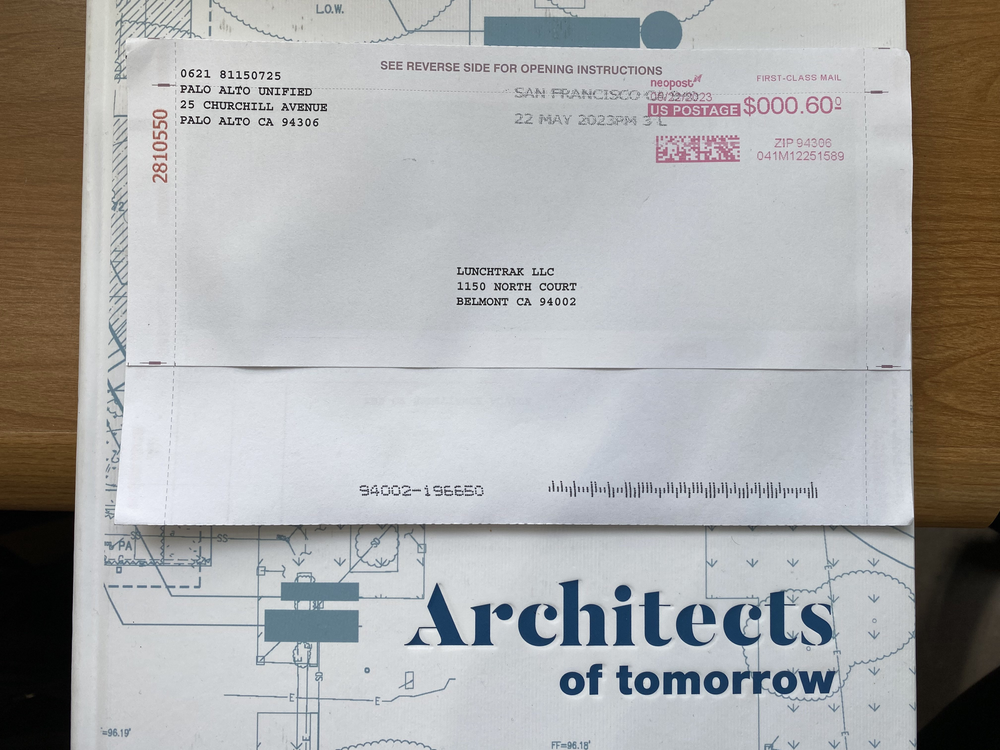 L.O.W.
0621 81150725
PALO ALTO UNIFIED
25 CHURCHILL AVENUE
PALO ALTO CA 94306
2810550
SEE REVERSE SIDE FOR OPENING INSTRUCTIONS
SAN FRANCISCO CA
22 MAY 2023PM 3 L
neopost
05/22/2023
US POSTAGE
FIRST-CLASS MAIL
$000.60⁰
ZIP 94306
041M12251589
LUNCHTRAK LLC
1150 NORTH COURT
BELMONT CA 94002
94002-196650
PA
SS
Architects
of tomorrow
E
E
=96.19'
FF=96.18'